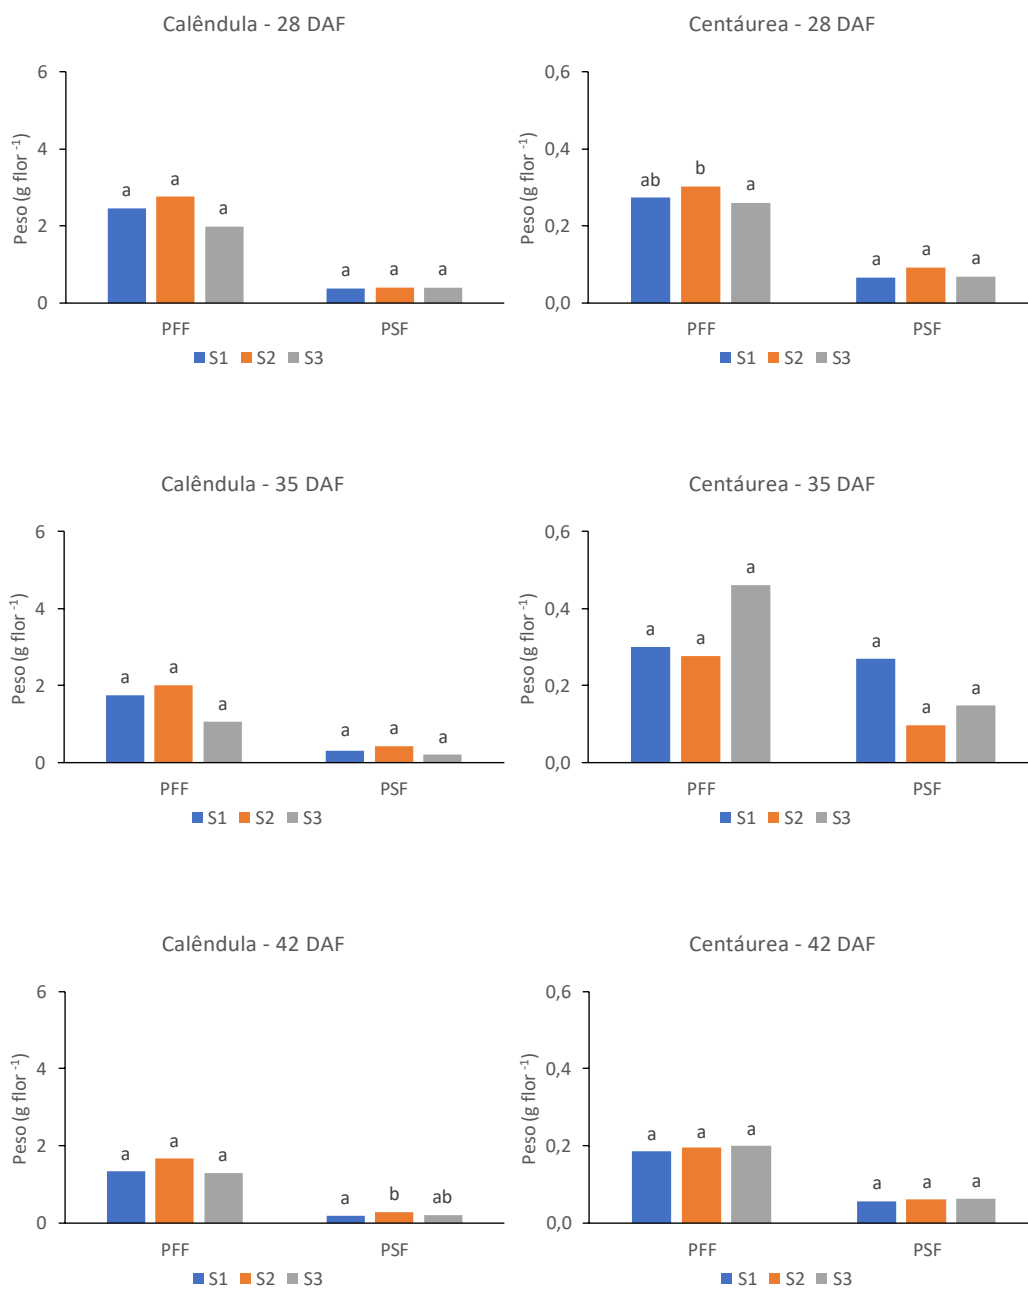 Calêndula - 28 DAF
Peso (g flor -1)
6
4
2
0
a a a a a a
PFF PSF
S1 S2 S3
Centáurea - 28 DAF
Peso (g flor -1)
0,6
0,4
0,2
0,0
ab b a a a a
PFF PSF
S1 S2 S3
Calêndula - 35 DAF
Peso (g flor -1)
6
4
2
0
a a a a a a
PFF PSF
S1 S2 S3
Centáurea - 35 DAF
Peso (g flor -1)
0,6
0,4
0,2
0,0
a a a a a a
PFF PSF
S1 S2 S3
Calêndula - 42 DAF
Peso (g flor -1)
6
4
2
0
a a a a b ab
PFF PSF
S1 S2 S3
Centáurea - 42 DAF
Peso (g flor -1)
0,6
0,4
0,2
0,0
a a a a a a
PFF PSF
S1 S2 S3